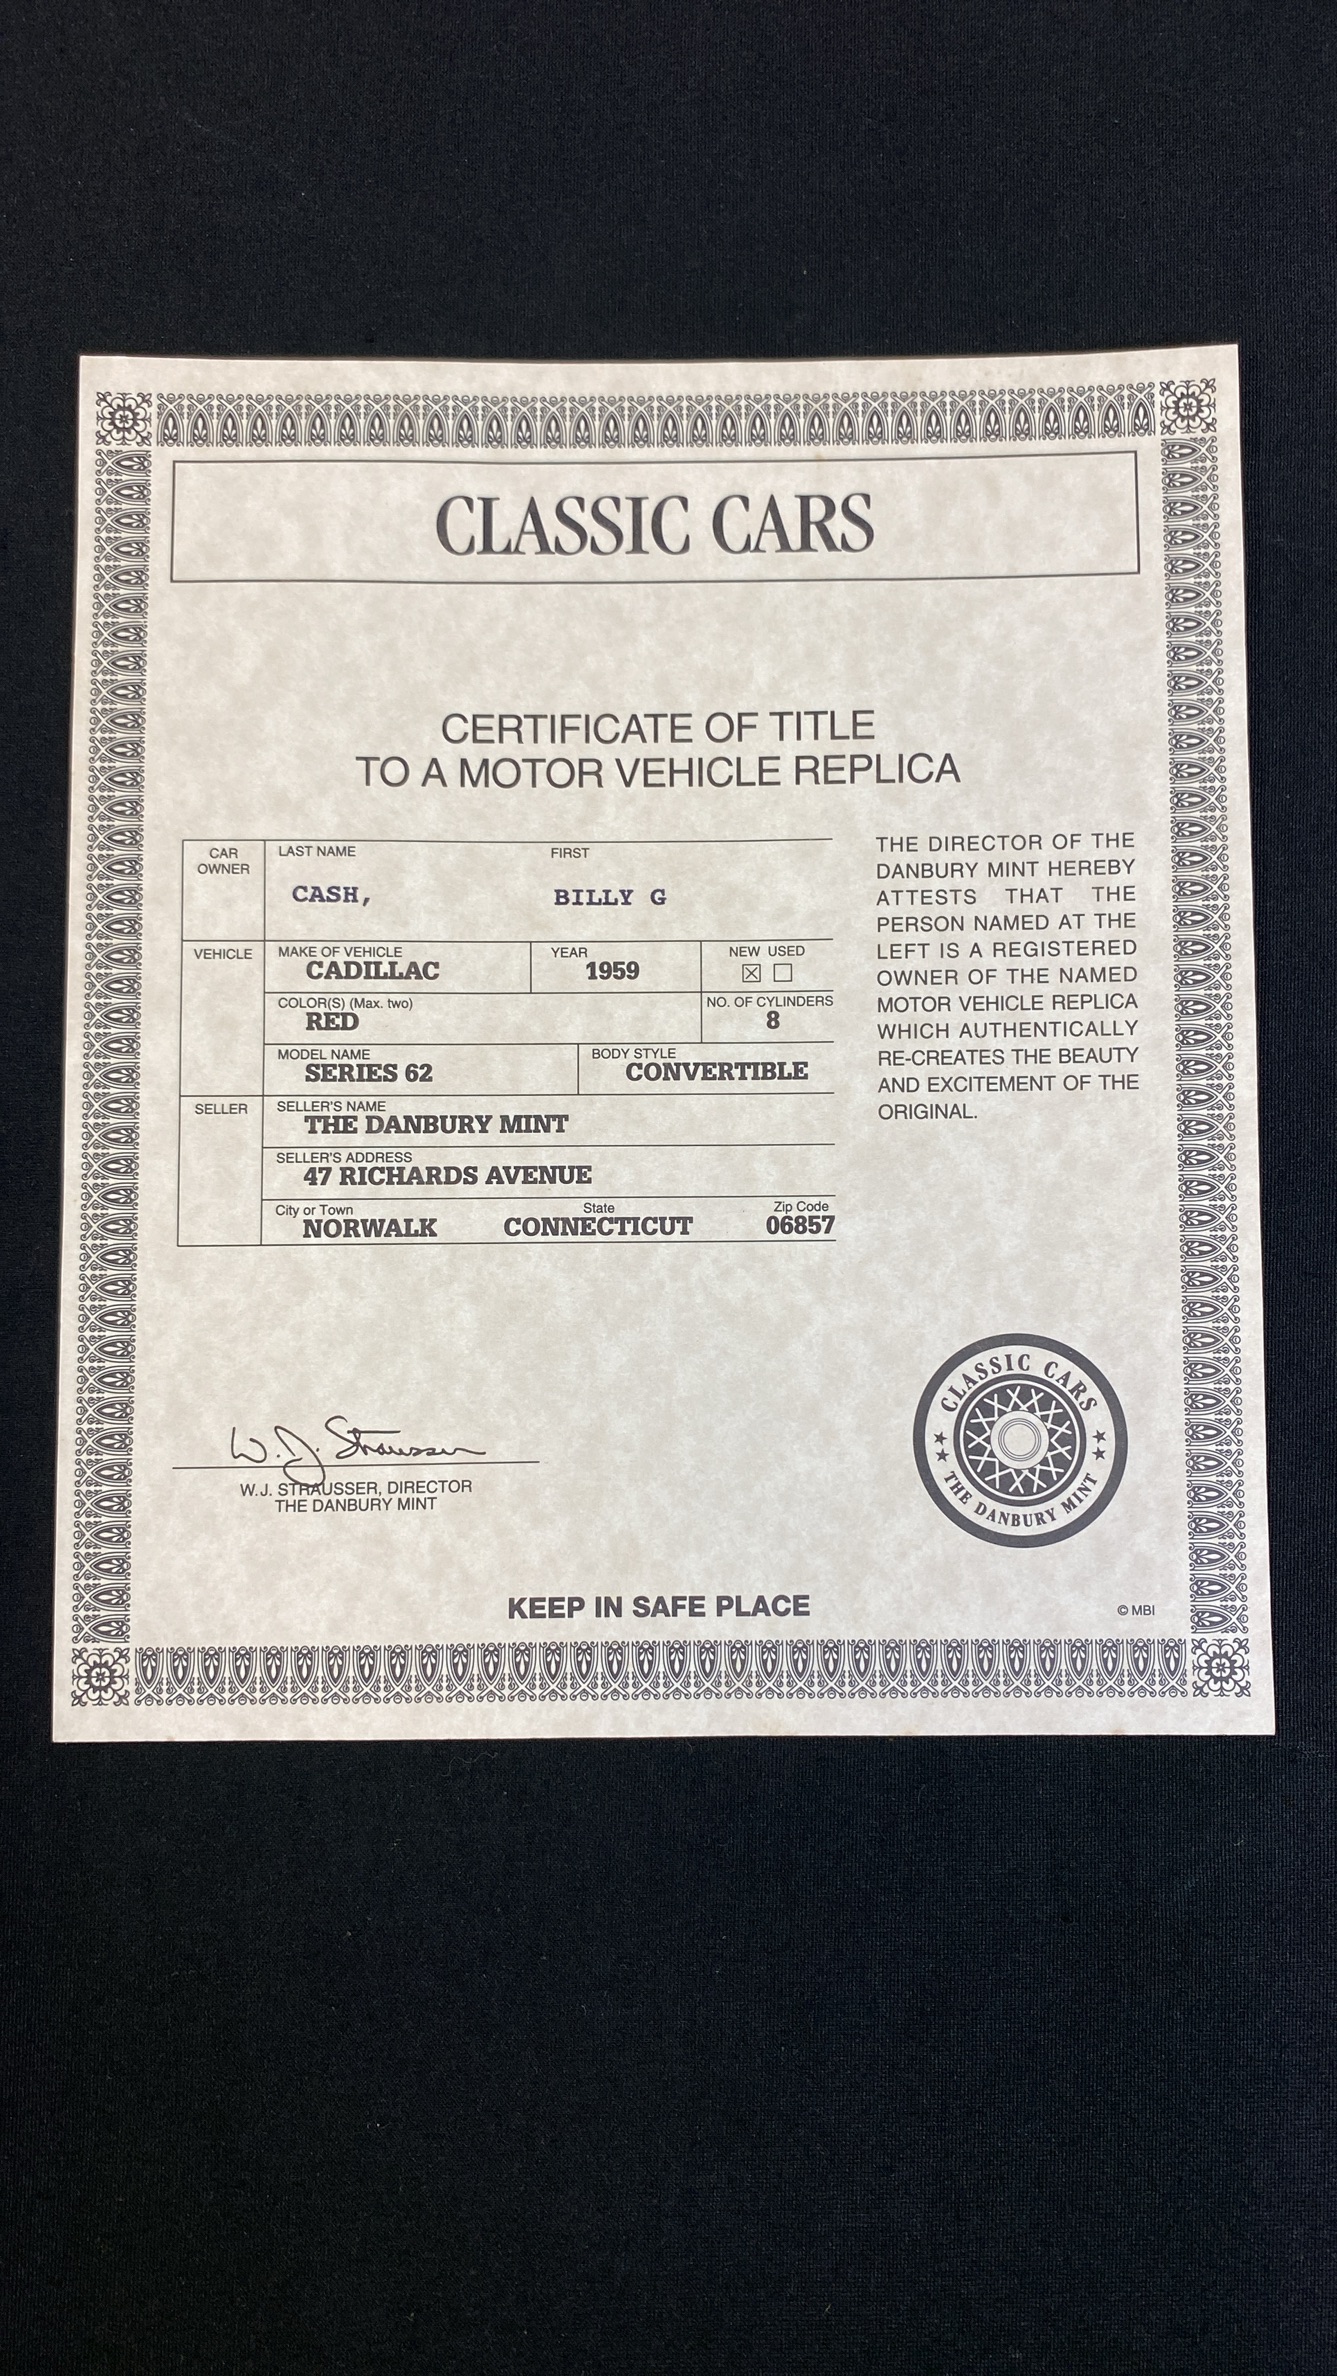 CLASSIC CARS
CERTIFICATE OF TITLE
TO A MOTOR VEHICLE REPLICA
CAR
OWNER
LAST NAME FIRST
CASH, BILLY G
VEHICLE
MAKE OF VEHICLE YEAR NEW USED
CADILLAC 1959 ☒ ☐
COLOR(S) (Max. two) NO. OF CYLINDERS
RED 8
MODEL NAME BODY STYLE
SERIES 62 CONVERTIBLE
SELLER
SELLER'S NAME
THE DANBURY MINT
SELLER'S ADDRESS
47 RICHARDS AVENUE
City or Town State Zip Code
NORWALK CONNECTICUT 06857
THE DIRECTOR OF THE
DANBURY MINT HEREBY
ATTESTS THAT THE
PERSON NAMED AT THE
LEFT IS A REGISTERED
OWNER OF THE NAMED
MOTOR VEHICLE REPLICA
WHICH AUTHENTICALLY
RE-CREATES THE BEAUTY
AND EXCITEMENT OF THE
ORIGINAL.
W.J. Strausser
W.J. STRAUSSER, DIRECTOR
THE DANBURY MINT
CLASSIC CARS
THE DANBURY MINT
KEEP IN SAFE PLACE
© MBI